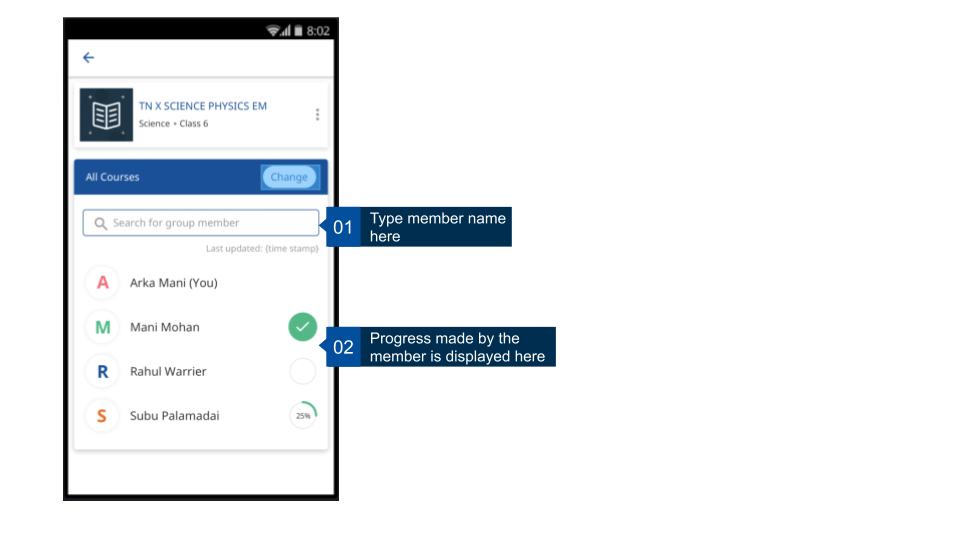 8:02
TN X SCIENCE PHYSICS EM
Science • Class 6
All Courses
Change
Search for group member
01
Type member name
here
Last updated: {time stamp}
A
Arka Mani (You)
M
Mani Mohan
02
Progress made by the
member is displayed here
R
Rahul Warrier
S
Subu Palamadai
25%